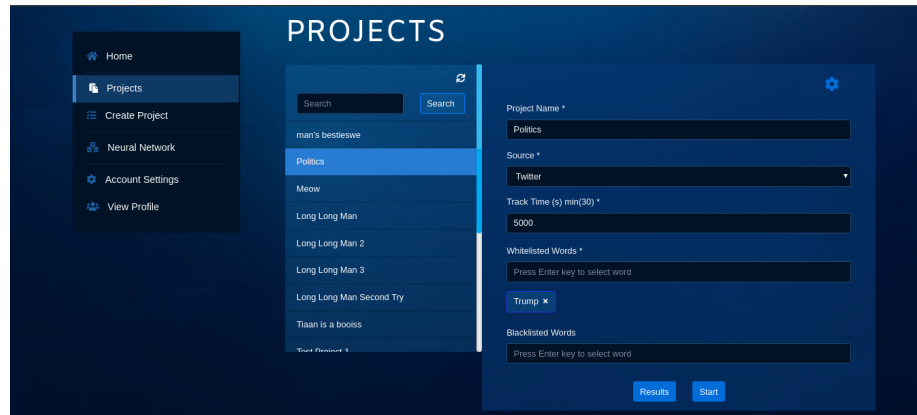 PROJECTS
Home
Projects
Create Project
Neural Network
Account Settings
View Profile
Search
Search
man's bestieswe
Politics
Meow
Long Long Man
Long Long Man 2
Long Long Man 3
Long Long Man Second Try
Tiaan is a booiss
Test Project 1
Project Name *
Politics
Source *
Twitter
Track Time (s) min(30) *
5000
Whitelisted Words *
Press Enter key to select word
Trump ×
Blacklisted Words
Press Enter key to select word
Results
Start